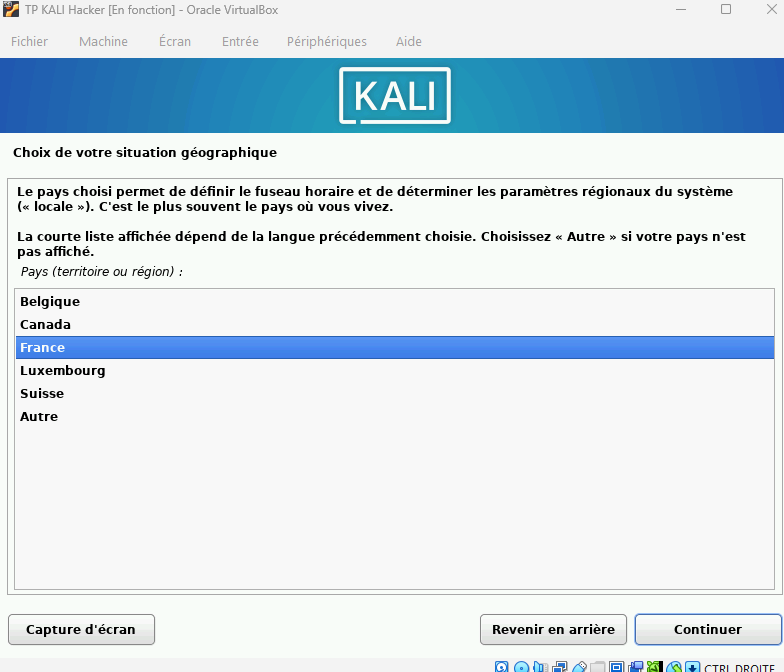 TP KALI Hacker [En fonction] - Oracle VirtualBox
Fichier Machine Écran Entrée Périphériques Aide
KALI
Choix de votre situation géographique
Le pays choisi permet de définir le fuseau horaire et de déterminer les paramètres régionaux du système
(« locale »). C'est le plus souvent le pays où vous vivez.
La courte liste affichée dépend de la langue précédemment choisie. Choisissez « Autre » si votre pays n'est
pas affiché.
Pays (territoire ou région) :
Belgique
Canada
France
Luxembourg
Suisse
Autre
Capture d'écran Revenir en arrière Continuer
CTRL DROITE